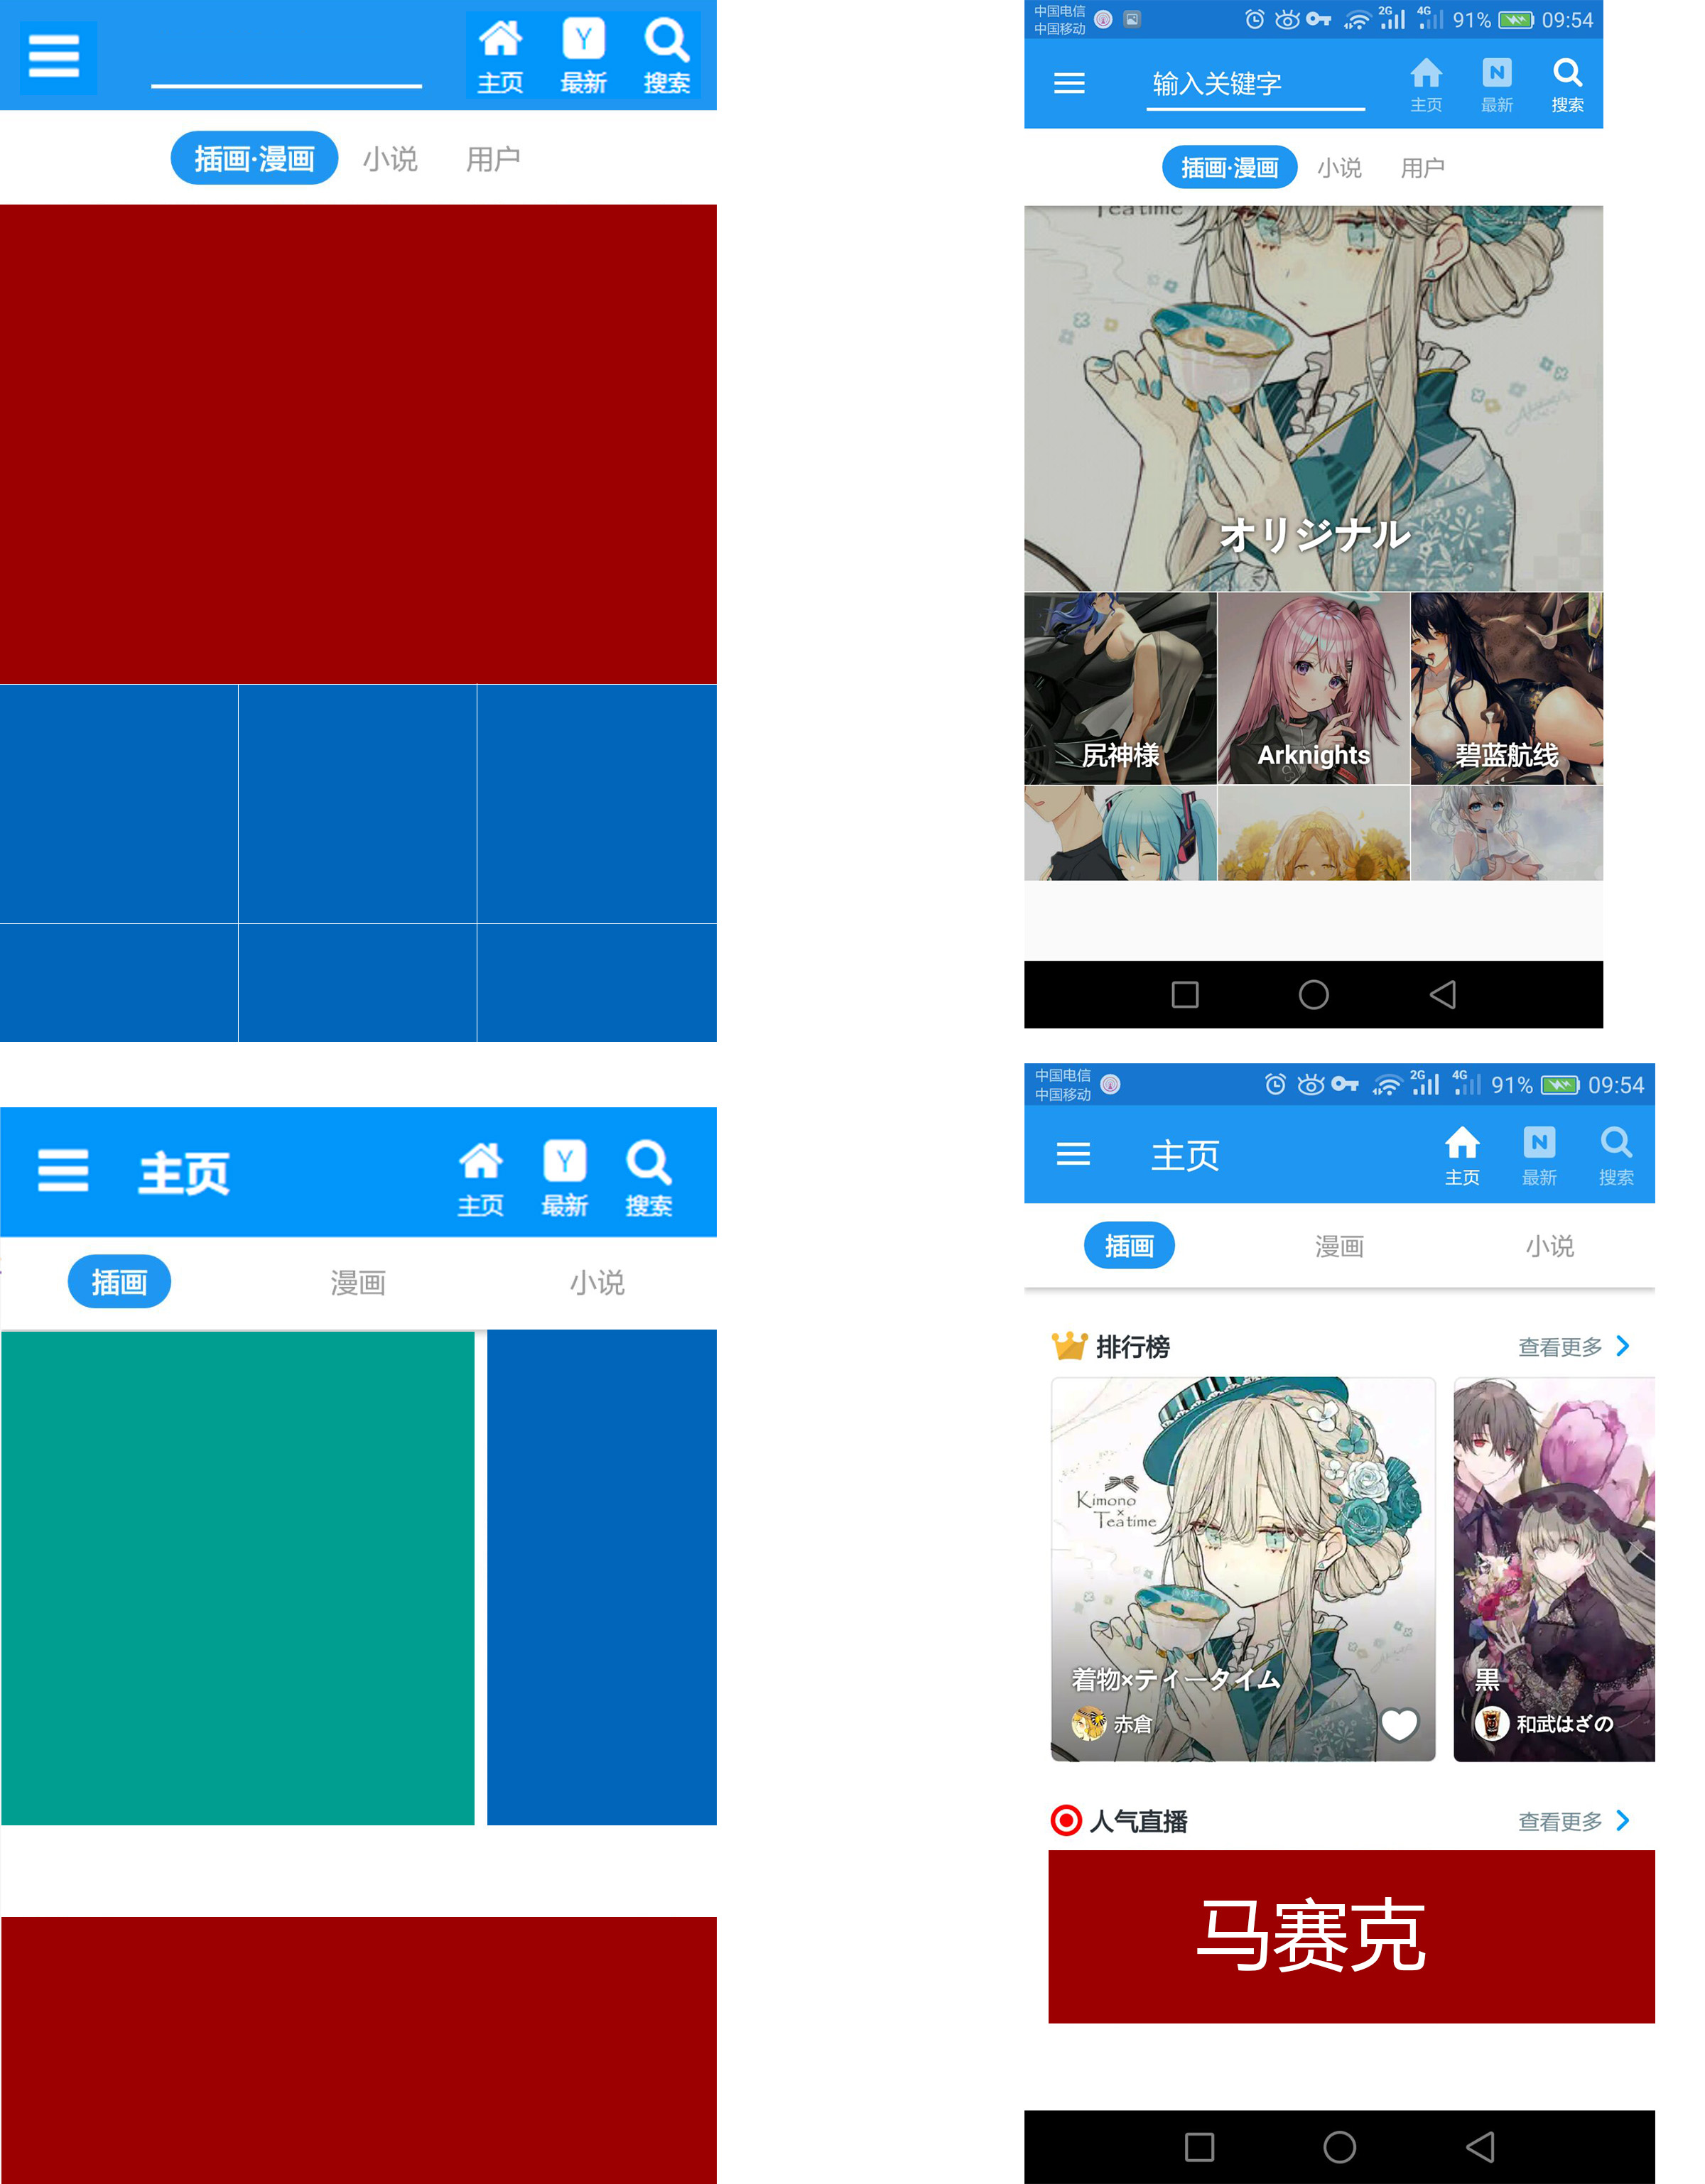 主页 最新 搜索
插画·漫画 小说 用户
中国电信
中国移动
2G 4G 91% 09:54
输入关键字
主页 最新 搜索
插画·漫画 小说 用户
Teatime
オリジナル
尻神様 Arknights 碧蓝航线
主页
主页 最新 搜索
插画 漫画 小说
中国电信
中国移动
2G 4G 91% 09:54
主页
主页 最新 搜索
插画 漫画 小说
排行榜 查看更多
Kimono
×
Teatime
着物×ティータイム
赤倉
黒
和武はざの
人气直播 查看更多
马赛克